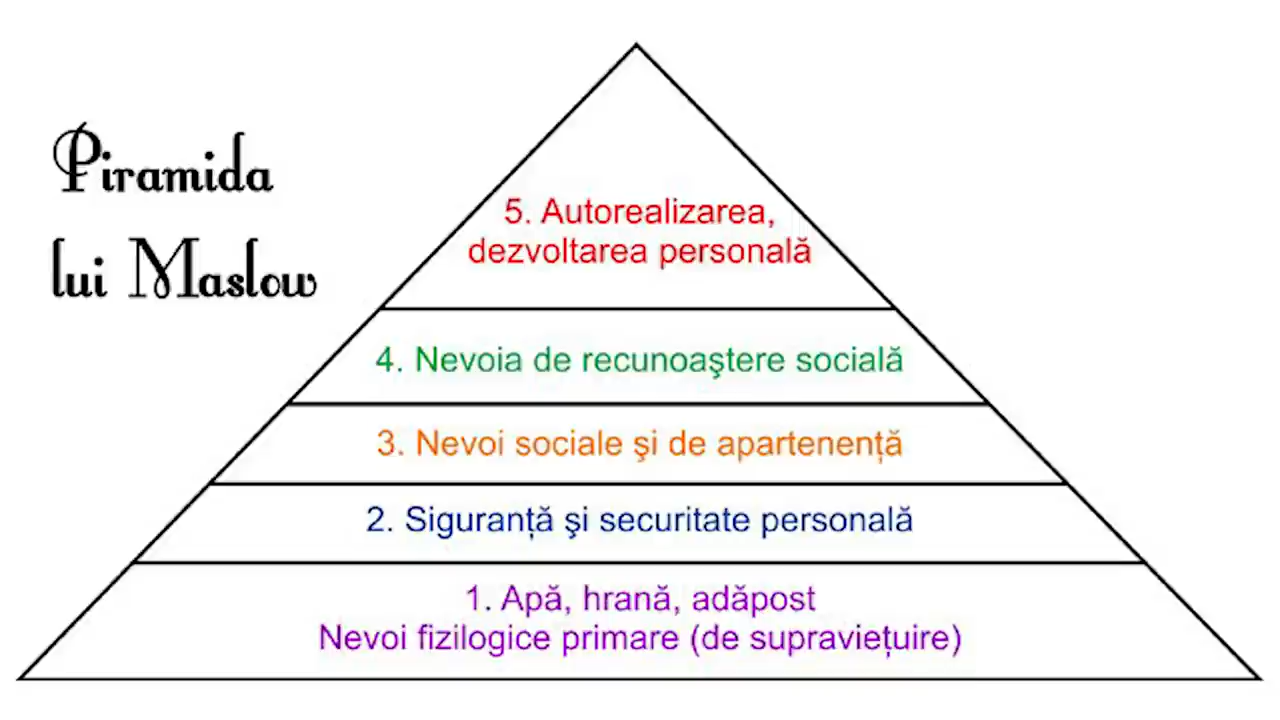 Piramida
lui Maslow
5. Autorealizarea,
dezvoltarea personală
4. Nevoia de recunoaştere socială
3. Nevoi sociale şi de apartenență
2. Siguranță şi securitate personală
1. Apă, hrană, adăpost
Nevoi fizilogice primare (de supraviețuire)